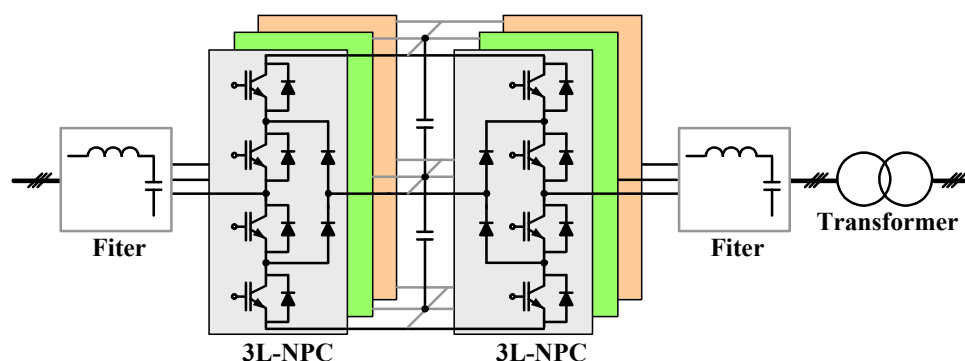 Fiter
3L-NPC
3L-NPC
Fiter
Transformer